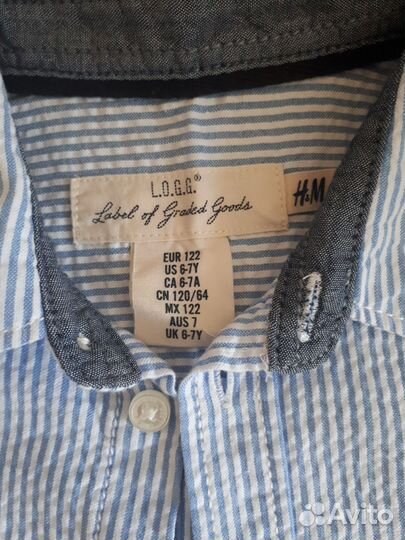 L.O.G.G.®
Label of Graded Goods
H&M
EUR 122
US 6-7Y
CA 6-7A
CN 120/64
MX 122
AUS 7
UK 6-7Y
Avito